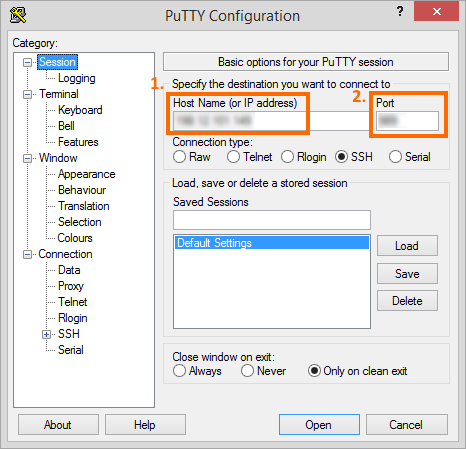 PuTTY Configuration
?
Category:
Session
Logging
Terminal
Keyboard
Bell
Features
Window
Appearance
Behaviour
Translation
Selection
Colours
Connection
Data
Proxy
Telnet
Rlogin
SSH
Serial
Basic options for your PuTTY session
Specify the destination you want to connect to
1.
2.
Host Name (or IP address) Port
Connection type:
Raw Telnet Rlogin SSH Serial
Load, save or delete a stored session
Saved Sessions
Default Settings
Load
Save
Delete
Close window on exit:
Always Never Only on clean exit
About Help Open Cancel